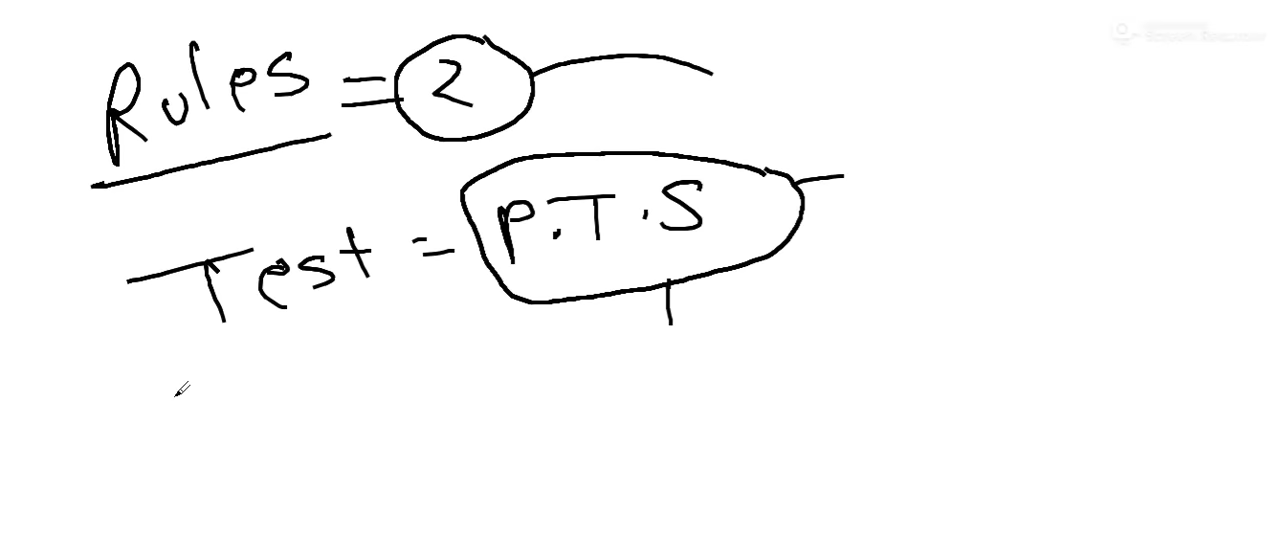 Rules = 2
Test = P.T.S